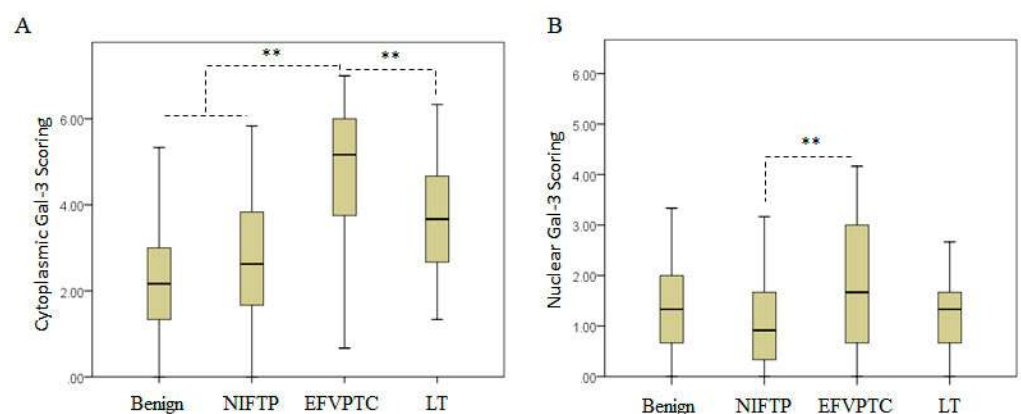 A
B
**
**
**
Cytoplasmic Gal-3 Scoring
6.00
4.00
2.00
.00
Benign NIFTP EFVPTC LT
Nuclear Gal-3 Scoring
6.00
5.00
4.00
3.00
2.00
1.00
.00
Benign NIFTP EFVPTC LT